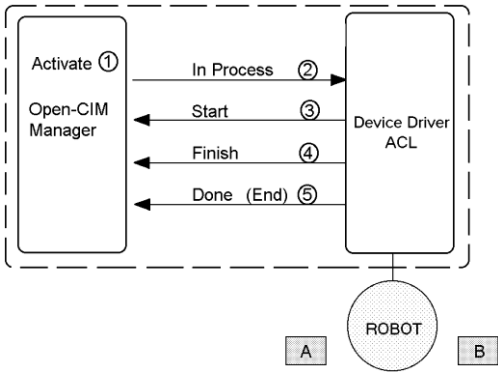 Activate 1
Open-CIM
Manager
In Process 2
Start 3
Finish 4
Done (End) 5
Device Driver
ACL
ROBOT
A
B